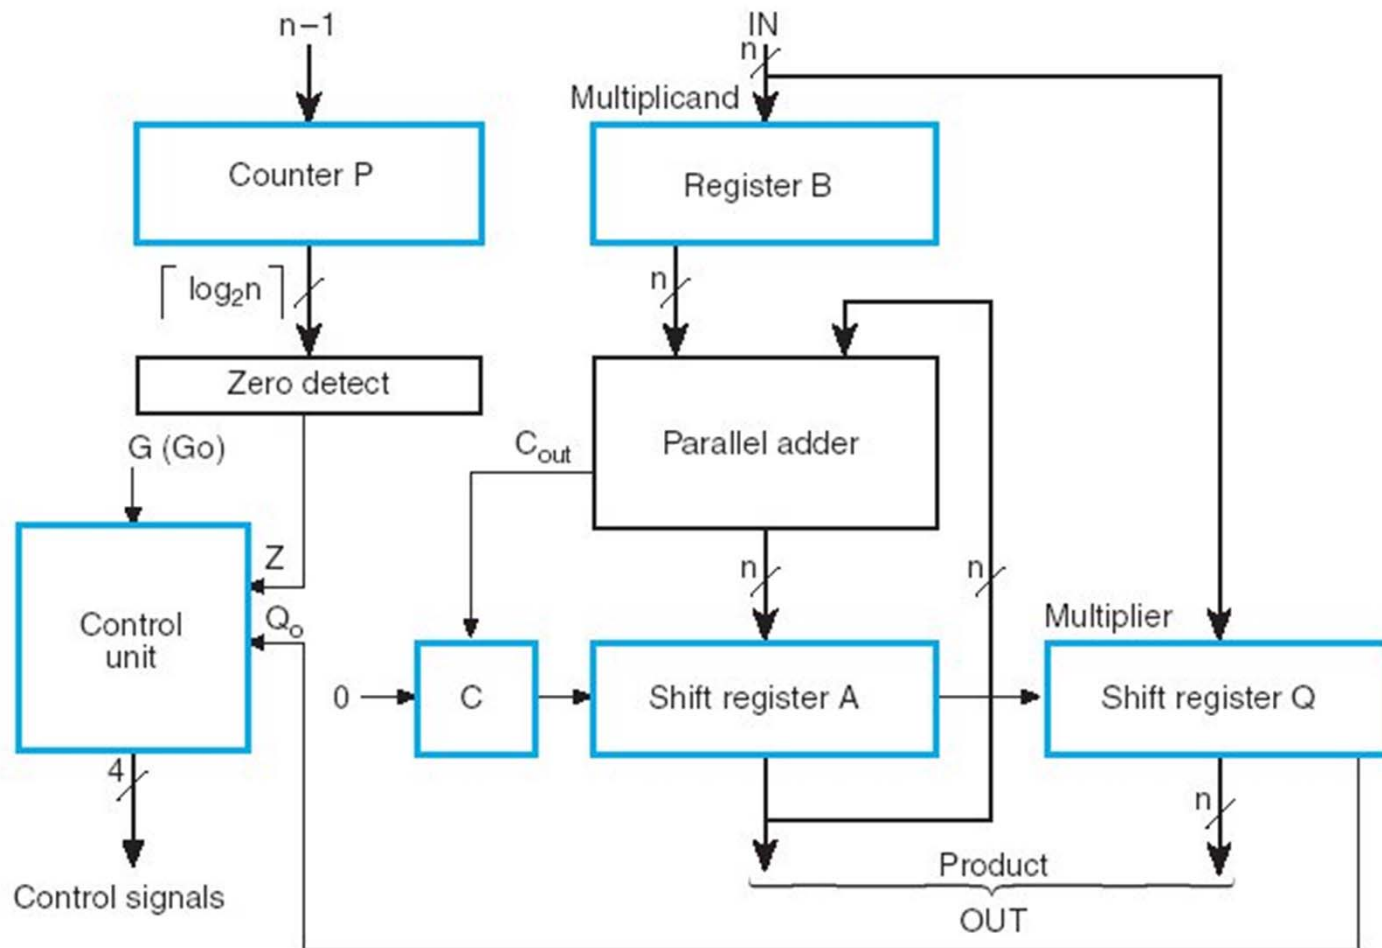 n−1
IN
n
Multiplicand
Counter P
Register B
⌈ log₂n ⌉
n
Zero detect
G (Go)
C_out
Parallel adder
Z
n
n
Q₀
Control
unit
Multiplier
0
C
Shift register A
Shift register Q
4
n
Control signals
Product
OUT